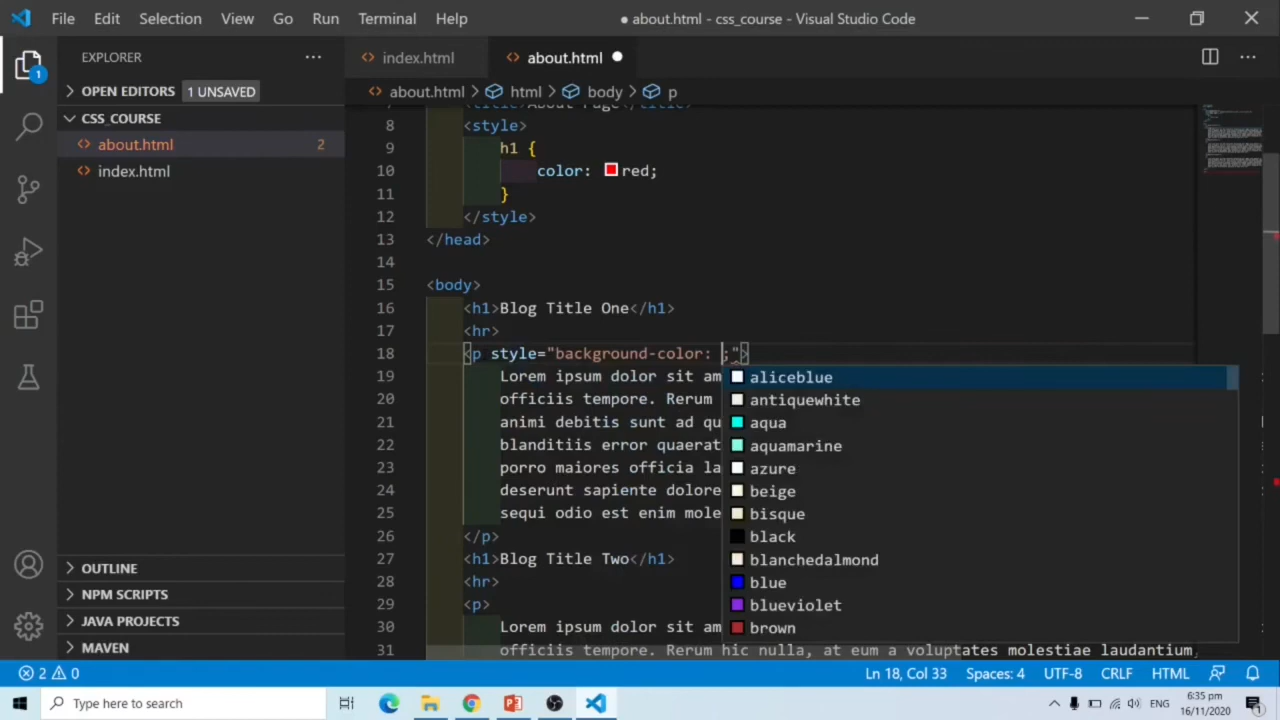 File Edit Selection View Go Run Terminal Help ● about.html - css_course - Visual Studio Code
EXPLORER ···
index.html about.html
1
OPEN EDITORS 1 UNSAVED
about.html > html > body > p
CSS_COURSE
about.html 2
index.html
8 <style>
9 h1 {
10 color: red;
11 }
12 </style>
13 </head>
14
15 <body>
16 <h1>Blog Title One</h1>
17 <hr>
18 <p style="background-color: ;">
19 Lorem ipsum dolor sit am
20 officiis tempore. Rerum
21 animi debitis sunt ad qu
22 blanditiis error quaerat
23 porro maiores officia la
24 deserunt sapiente dolore
25 sequi odio est enim mole
26 </p>
27 <h1>Blog Title Two</h1>
28 <hr>
29 <p>
30 Lorem ipsum dolor sit am
31 officiis tempore. Rerum hic nulla, at eum a voluptates molestiae laudantium,
aliceblue
antiquewhite
aqua
aquamarine
azure
beige
bisque
black
blanchedalmond
blue
blueviolet
brown
OUTLINE
NPM SCRIPTS
JAVA PROJECTS
MAVEN
2 0 Ln 18, Col 33 Spaces: 4 UTF-8 CRLF HTML
Type here to search
ENG
6:35 pm
16/11/2020
1